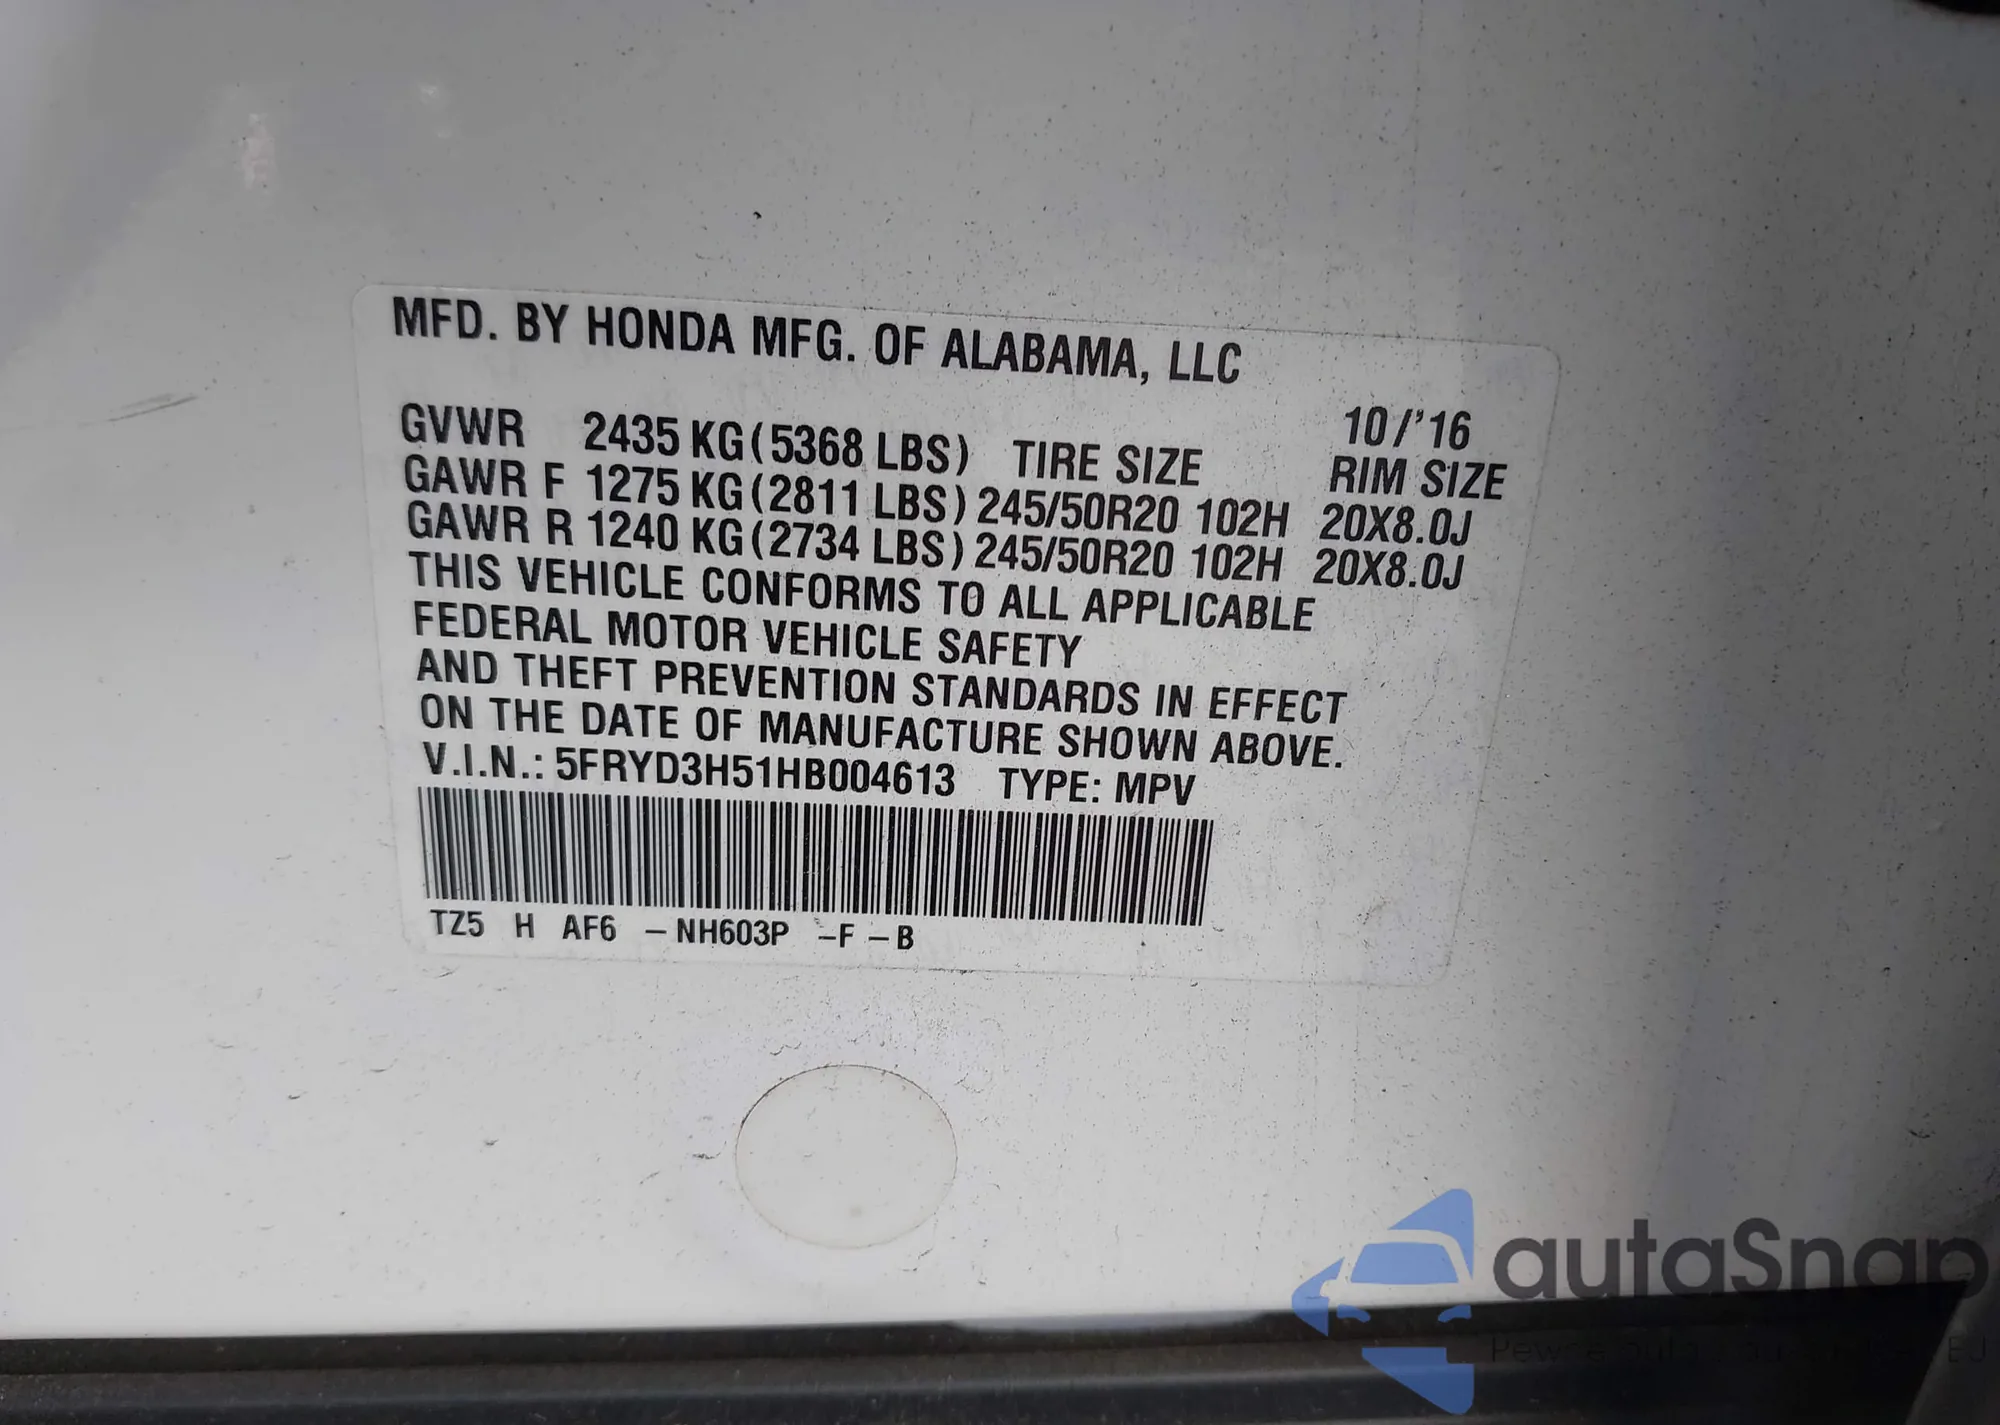 MFD. BY HONDA MFG. OF ALABAMA, LLC
10/'16
GVWR 2435 KG(5368 LBS) TIRE SIZE RIM SIZE
GAWR F 1275 KG(2811 LBS) 245/50R20 102H 20X8.0J
GAWR R 1240 KG(2734 LBS) 245/50R20 102H 20X8.0J
THIS VEHICLE CONFORMS TO ALL APPLICABLE
FEDERAL MOTOR VEHICLE SAFETY
AND THEFT PREVENTION STANDARDS IN EFFECT
ON THE DATE OF MANUFACTURE SHOWN ABOVE.
V.I.N.: 5FRYD3H51HB004613 TYPE: MPV
TZ5 H AF6 –NH603P –F –B
autaSnap